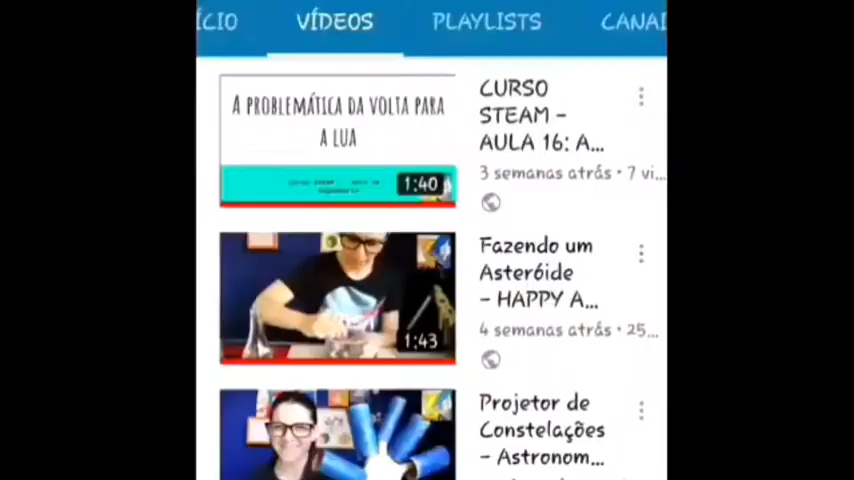 ÍCIO VÍDEOS PLAYLISTS CANAI
A PROBLEMÁTICA DA VOLTA PARA
A LUA
1:40
CURSO
STEAM –
AULA 16: A...
3 semanas atrás • 7 vi...
1:43
Fazendo um
Asteróide
– HAPPY A...
4 semanas atrás • 25...
Projetor de
Constelações
– Astronom...